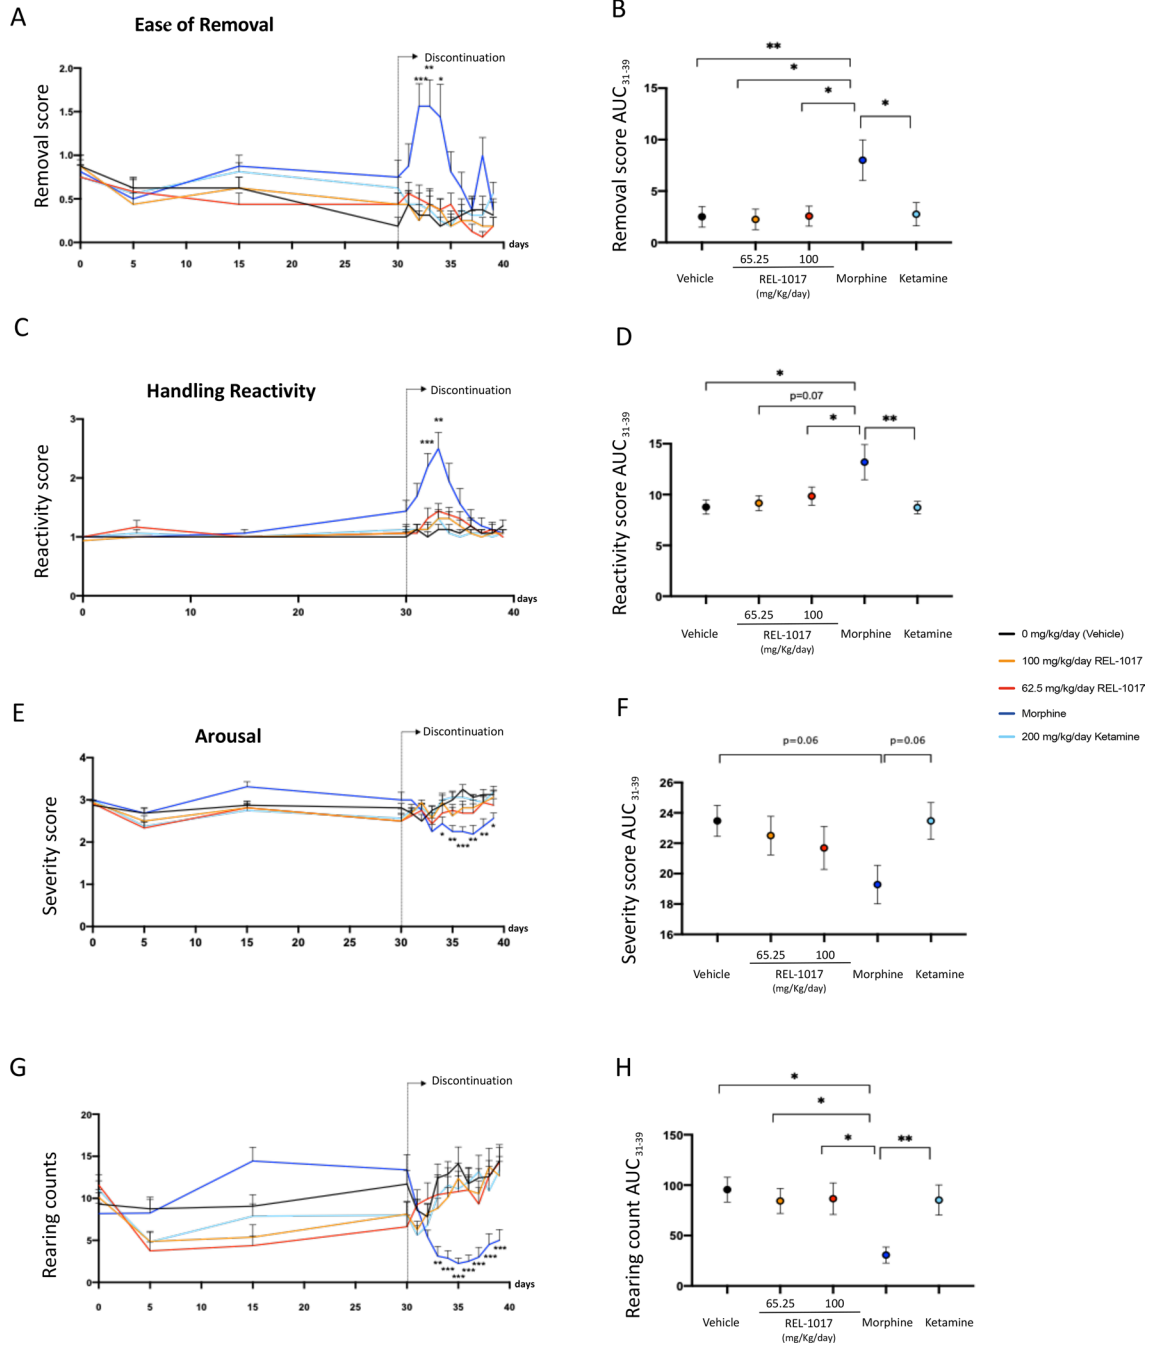 A
Ease of Removal
Discontinuation
Removal score
2.0
1.5
1.0
0.5
0.0
***
**
*
0 5 10 15 20 25 30 35 40
days
B
Removal score AUC 31-39
15
10
5
0
**
*
*
*
65.25 100
Vehicle REL-1017 Morphine Ketamine
(mg/Kg/day)
C
Handling Reactivity
Discontinuation
Reactivity score
3
2
1
0
***
**
0 10 20 30 40
days
D
Reactivity score AUC 31-39
15
10
5
0
*
p=0.07
*
**
65.25 100
Vehicle REL-1017 Morphine Ketamine
(mg/Kg/day)
0 mg/kg/day (Vehicle)
100 mg/kg/day REL-1017
62.5 mg/kg/day REL-1017
Morphine
200 mg/kg/day Ketamine
E
Arousal
Discontinuation
Severity score
4
3
2
1
0
*
**
***
**
**
*
0 5 10 15 20 25 30 35 40
days
F
Severity score AUC 31-39
26
24
22
20
18
16
p=0.06 p=0.06
65.25 100
Vehicle REL-1017 Morphine Ketamine
(mg/Kg/day)
G
Discontinuation
Rearing counts
20
15
10
5
0
**
***
***
***
***
***
***
0 5 10 15 20 25 30 35 40
days
H
Rearing count AUC 31-39
150
100
50
0
*
*
*
**
65.25 100
Vehicle REL-1017 Morphine Ketamine
(mg/Kg/day)